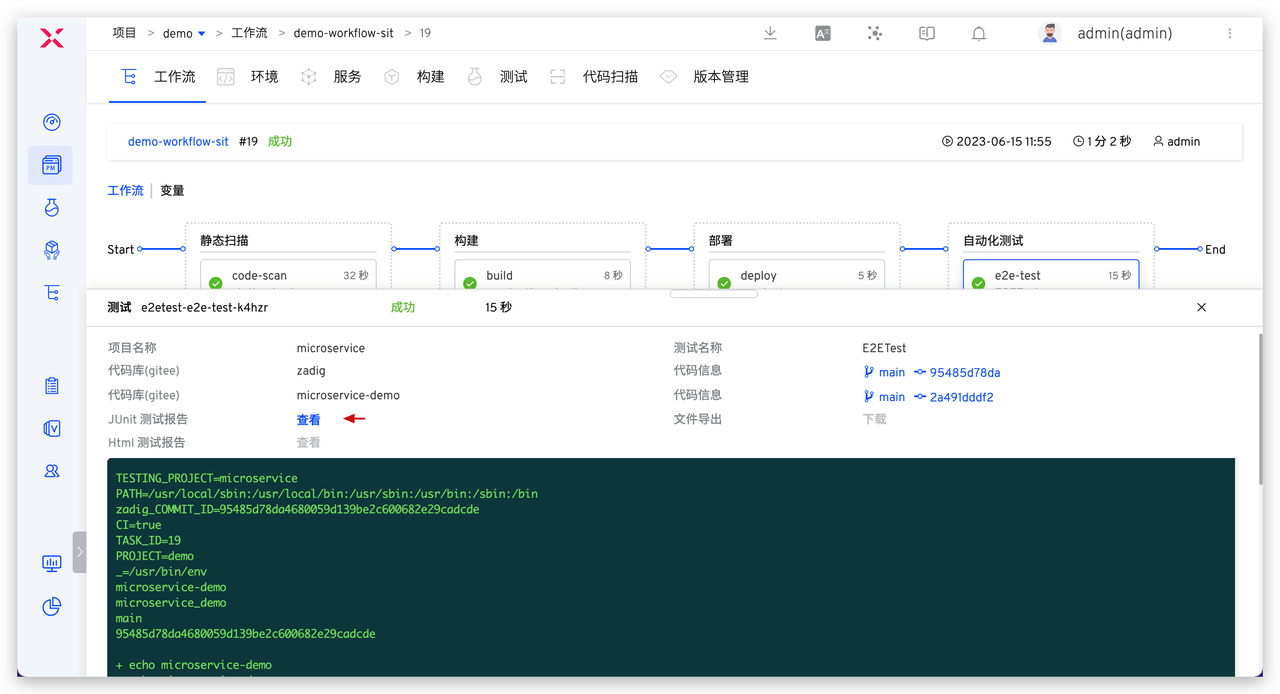 项目 > demo > 工作流 > demo-workflow-sit > 19
admin(admin)
工作流 环境 服务 构建 测试 代码扫描 版本管理
demo-workflow-sit #19 成功 2023-06-15 11:55 1 分 2 秒 admin
工作流 变量
静态扫描 构建 部署 自动化测试
Start End
code-scan 32 秒 build 8 秒 deploy 5 秒 e2e-test 15 秒
测试 e2etest-e2e-test-k4hzr 成功 15 秒
项目名称 microservice 测试名称 E2ETest
代码库(gitee) zadig 代码信息 main 95485d78da
代码库(gitee) microservice-demo 代码信息 main 2a491dddf2
JUnit 测试报告 查看 文件导出 下载
Html 测试报告 查看
TESTING_PROJECT=microservice
PATH=/usr/local/sbin:/usr/local/bin:/usr/sbin:/usr/bin:/sbin:/bin
zadig_COMMIT_ID=95485d78da4680059d139be2c600682e29cadcde
CI=true
TASK_ID=19
PROJECT=demo
_=/usr/bin/env
microservice-demo
microservice_demo
main
95485d78da4680059d139be2c600682e29cadcde
+ echo microservice-demo